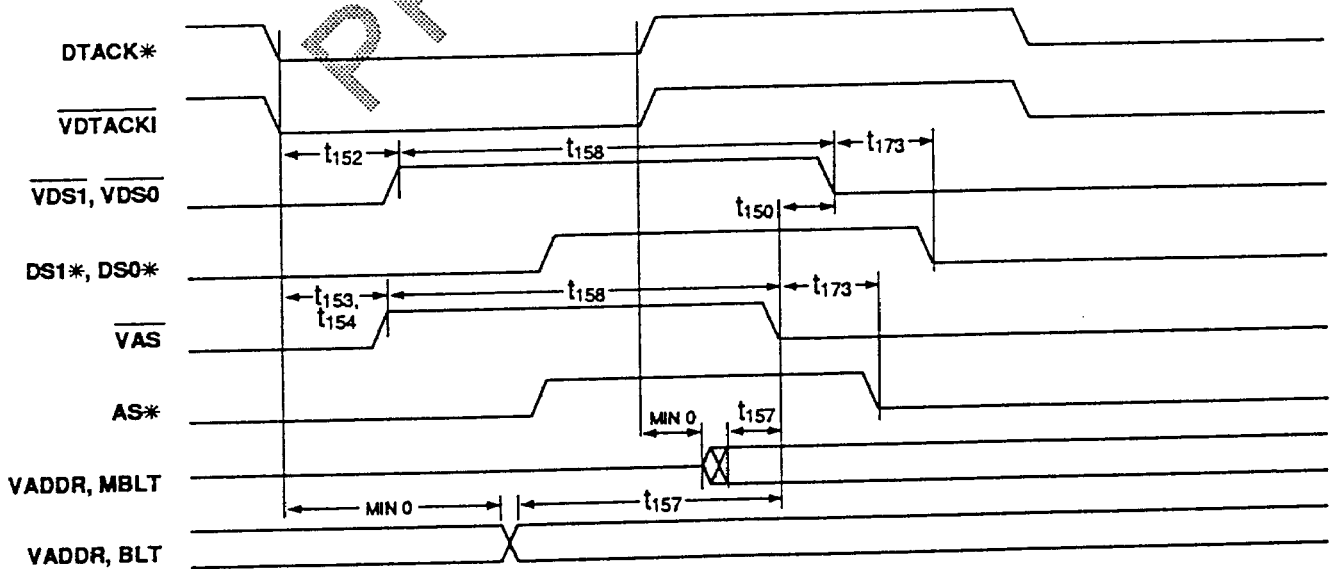 DTACK*
VDTACKI
t152
t158
t173
VDS1, VDS0
t150
DS1*, DS0*
t153,
t154
t158
t173
VAS
AS*
MIN 0
t157
VADDR, MBLT
MIN 0
t157
VADDR, BLT